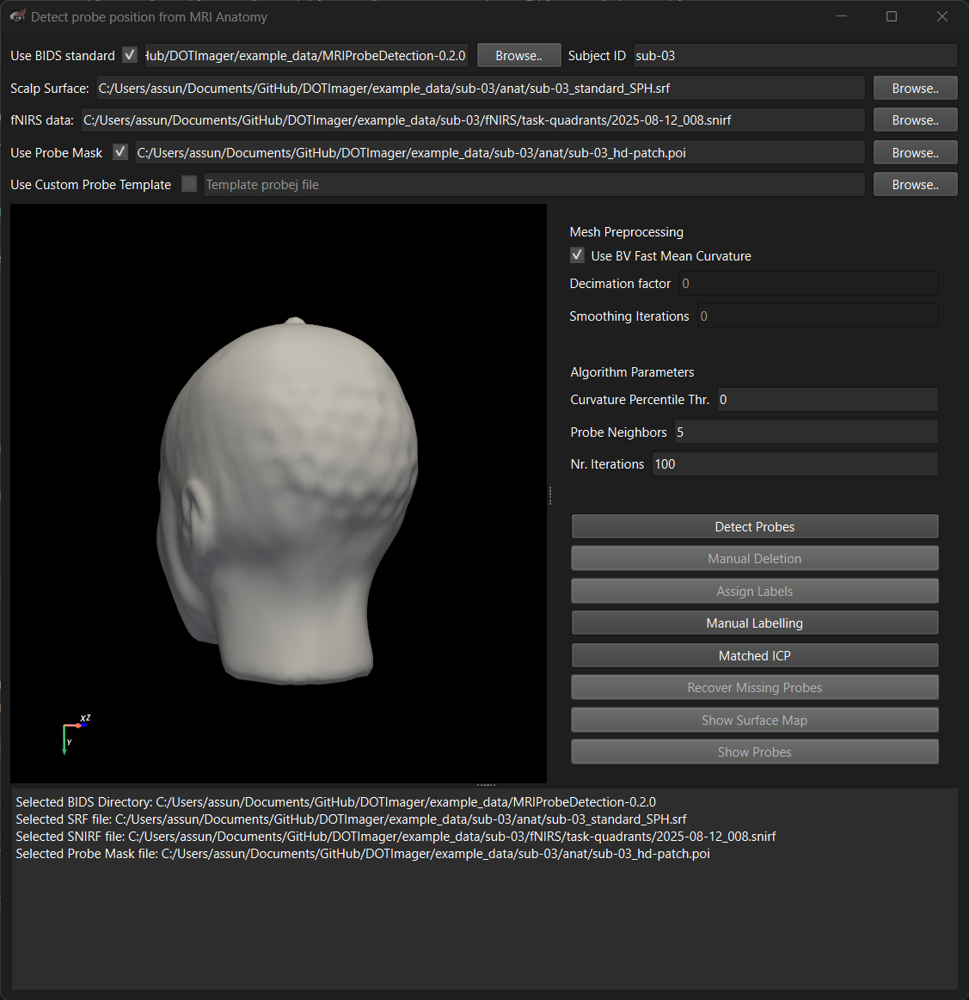 Detect probe position from MRI Anatomy
Use BIDS standard Hub/DOTImager/example_data/MRIProbeDetection-0.2.0 Browse.. Subject ID sub-03
Scalp Surface: C:/Users/assun/Documents/GitHub/DOTImager/example_data/sub-03/anat/sub-03_standard_SPH.srf Browse..
fNIRS data: C:/Users/assun/Documents/GitHub/DOTImager/example_data/sub-03/fNIRS/task-quadrants/2025-08-12_008.snirf Browse..
Use Probe Mask C:/Users/assun/Documents/GitHub/DOTImager/example_data/sub-03/anat/sub-03_hd-patch.poi Browse..
Use Custom Probe Template Template probej file Browse..
Mesh Preprocessing
Use BV Fast Mean Curvature
Decimation factor 0
Smoothing Iterations 0
Algorithm Parameters
Curvature Percentile Thr. 0
Probe Neighbors 5
Nr. Iterations 100
Detect Probes
Manual Deletion
Assign Labels
Manual Labelling
Matched ICP
Recover Missing Probes
Show Surface Map
Show Probes
X Z
Y
Selected BIDS Directory: C:/Users/assun/Documents/GitHub/DOTImager/example_data/MRIProbeDetection-0.2.0
Selected SRF file: C:/Users/assun/Documents/GitHub/DOTImager/example_data/sub-03/anat/sub-03_standard_SPH.srf
Selected SNIRF file: C:/Users/assun/Documents/GitHub/DOTImager/example_data/sub-03/fNIRS/task-quadrants/2025-08-12_008.snirf
Selected Probe Mask file: C:/Users/assun/Documents/GitHub/DOTImager/example_data/sub-03/anat/sub-03_hd-patch.poi